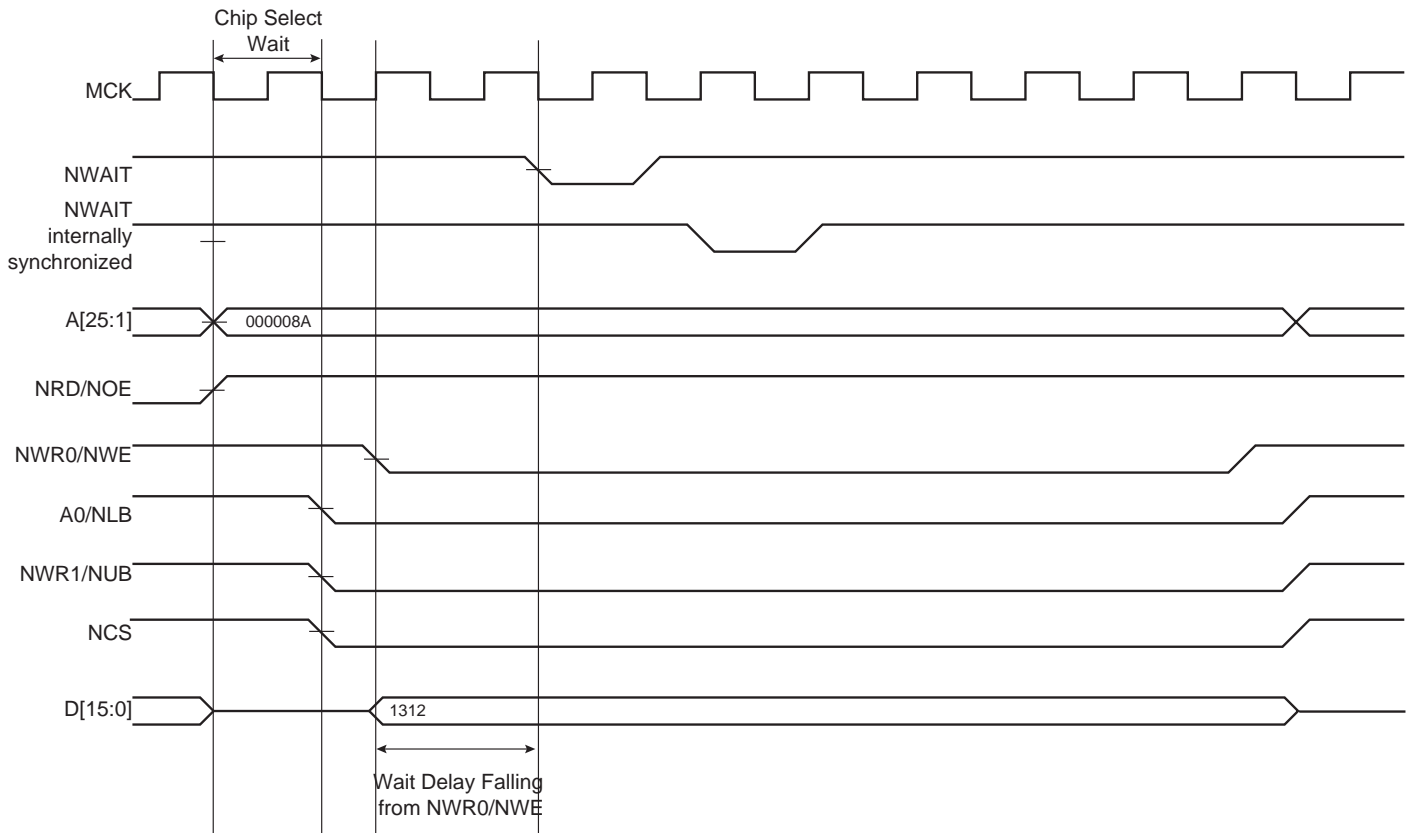 Chip Select
Wait
MCK
NWAIT
NWAIT
internally
synchronized
A[25:1]
000008A
NRD/NOE
NWR0/NWE
A0/NLB
NWR1/NUB
NCS
D[15:0]
1312
Wait Delay Falling
from NWR0/NWE